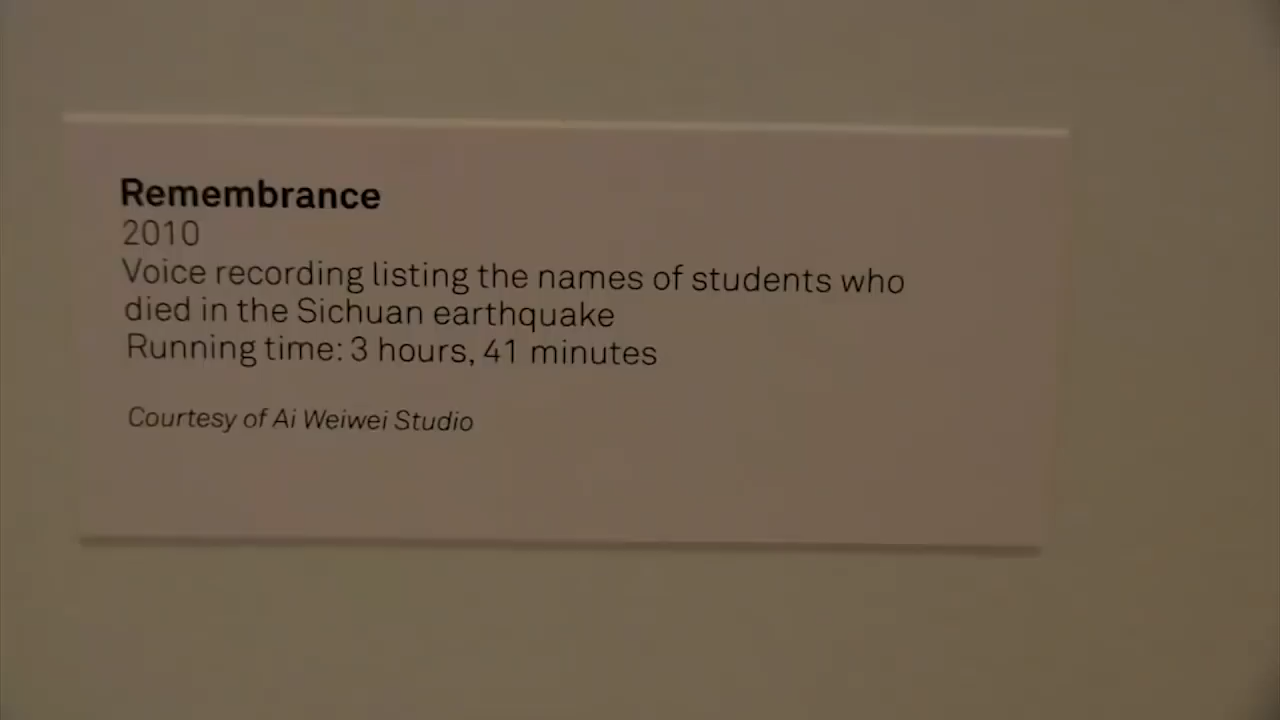 Remembrance
2010
Voice recording listing the names of students who
died in the Sichuan earthquake
Running time: 3 hours, 41 minutes
Courtesy of Ai Weiwei Studio